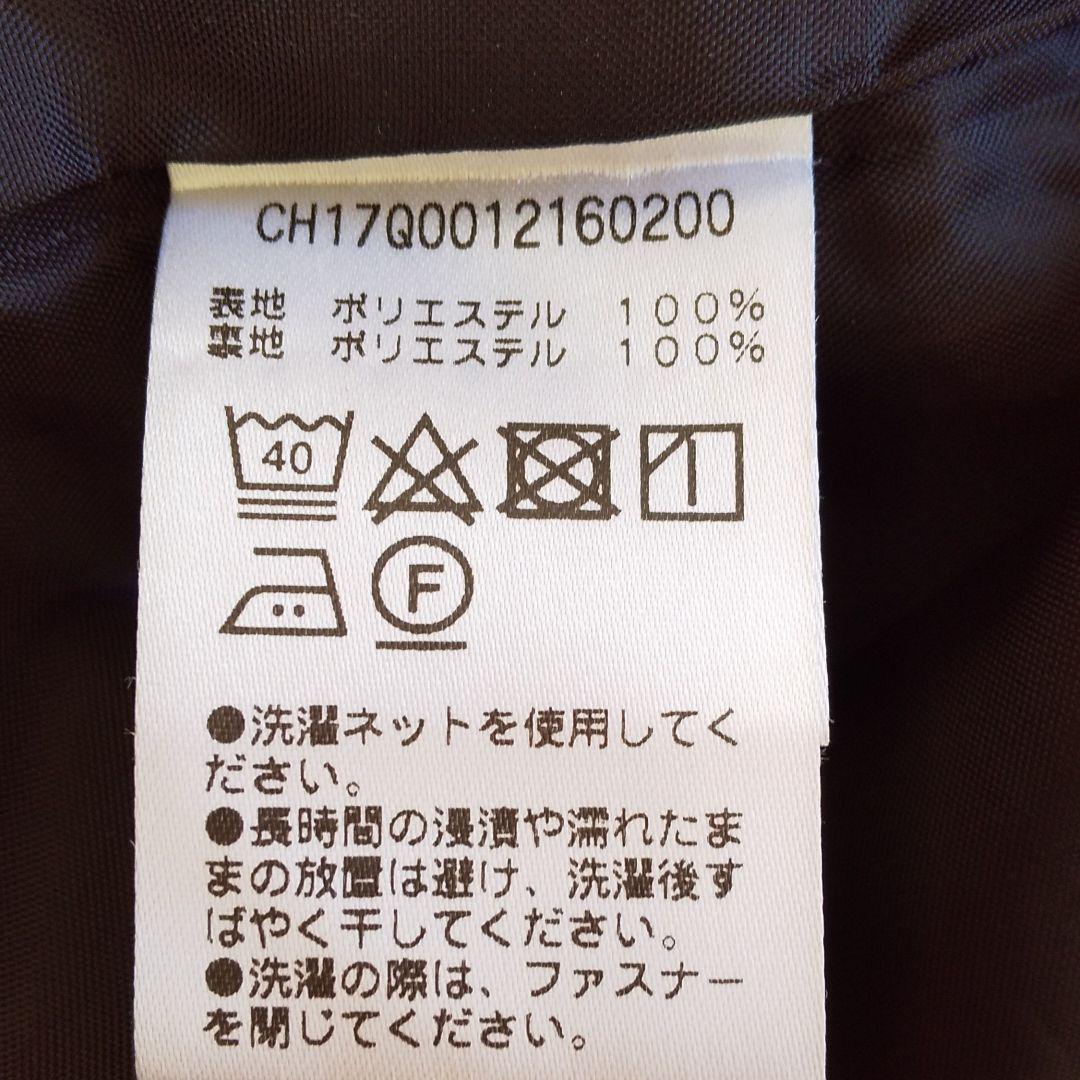 CH17Q0012160200
表地 ポリエステル 100%
裏地 ポリエステル 100%
40
F
●洗濯ネットを使用してく
ださい。
●長時間の浸漬や濡れたま
まの放置は避け、洗濯後す
ばやく干してください。
●洗濯の際は、ファスナー
を閉じてください。